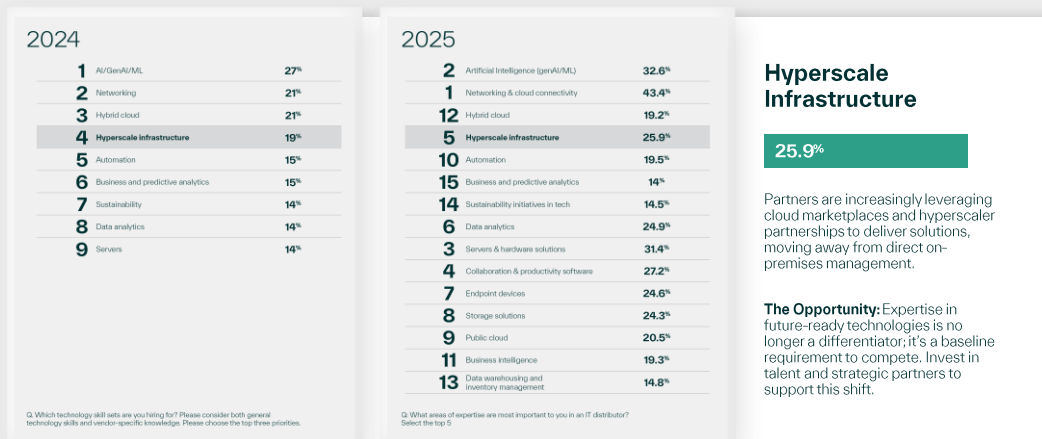 2024
1 AI/GenAI/ML 27%
2 Networking 21%
3 Hybrid cloud 21%
4 Hyperscale infrastructure 19%
5 Automation 15%
6 Business and predictive analytics 15%
7 Sustainability 14%
8 Data analytics 14%
9 Servers 14%
Q. Which technology skill sets are you hiring for? Please consider both general
technology skills and vendor-specific knowledge. Please choose the top three priorities.
2025
2 Artificial Intelligence (genAI/ML) 32.6%
1 Networking & cloud connectivity 43.4%
12 Hybrid cloud 19.2%
5 Hyperscale infrastructure 25.9%
10 Automation 19.5%
15 Business and predictive analytics 14%
14 Sustainability initiatives in tech 14.5%
6 Data analytics 24.9%
3 Servers & hardware solutions 31.4%
4 Collaboration & productivity software 27.2%
7 Endpoint devices 24.6%
8 Storage solutions 24.3%
9 Public cloud 20.5%
11 Business intelligence 19.3%
13 Data warehousing and
inventory management 14.8%
Q: What areas of expertise are most important to you in an IT distributor?
Select the top 5
Hyperscale
Infrastructure
25.9%
Partners are increasingly leveraging
cloud marketplaces and hyperscaler
partnerships to deliver solutions,
moving away from direct on-
premises management.
The Opportunity: Expertise in
future-ready technologies is no
longer a differentiator; it's a baseline
requirement to compete. Invest in
talent and strategic partners to
support this shift.